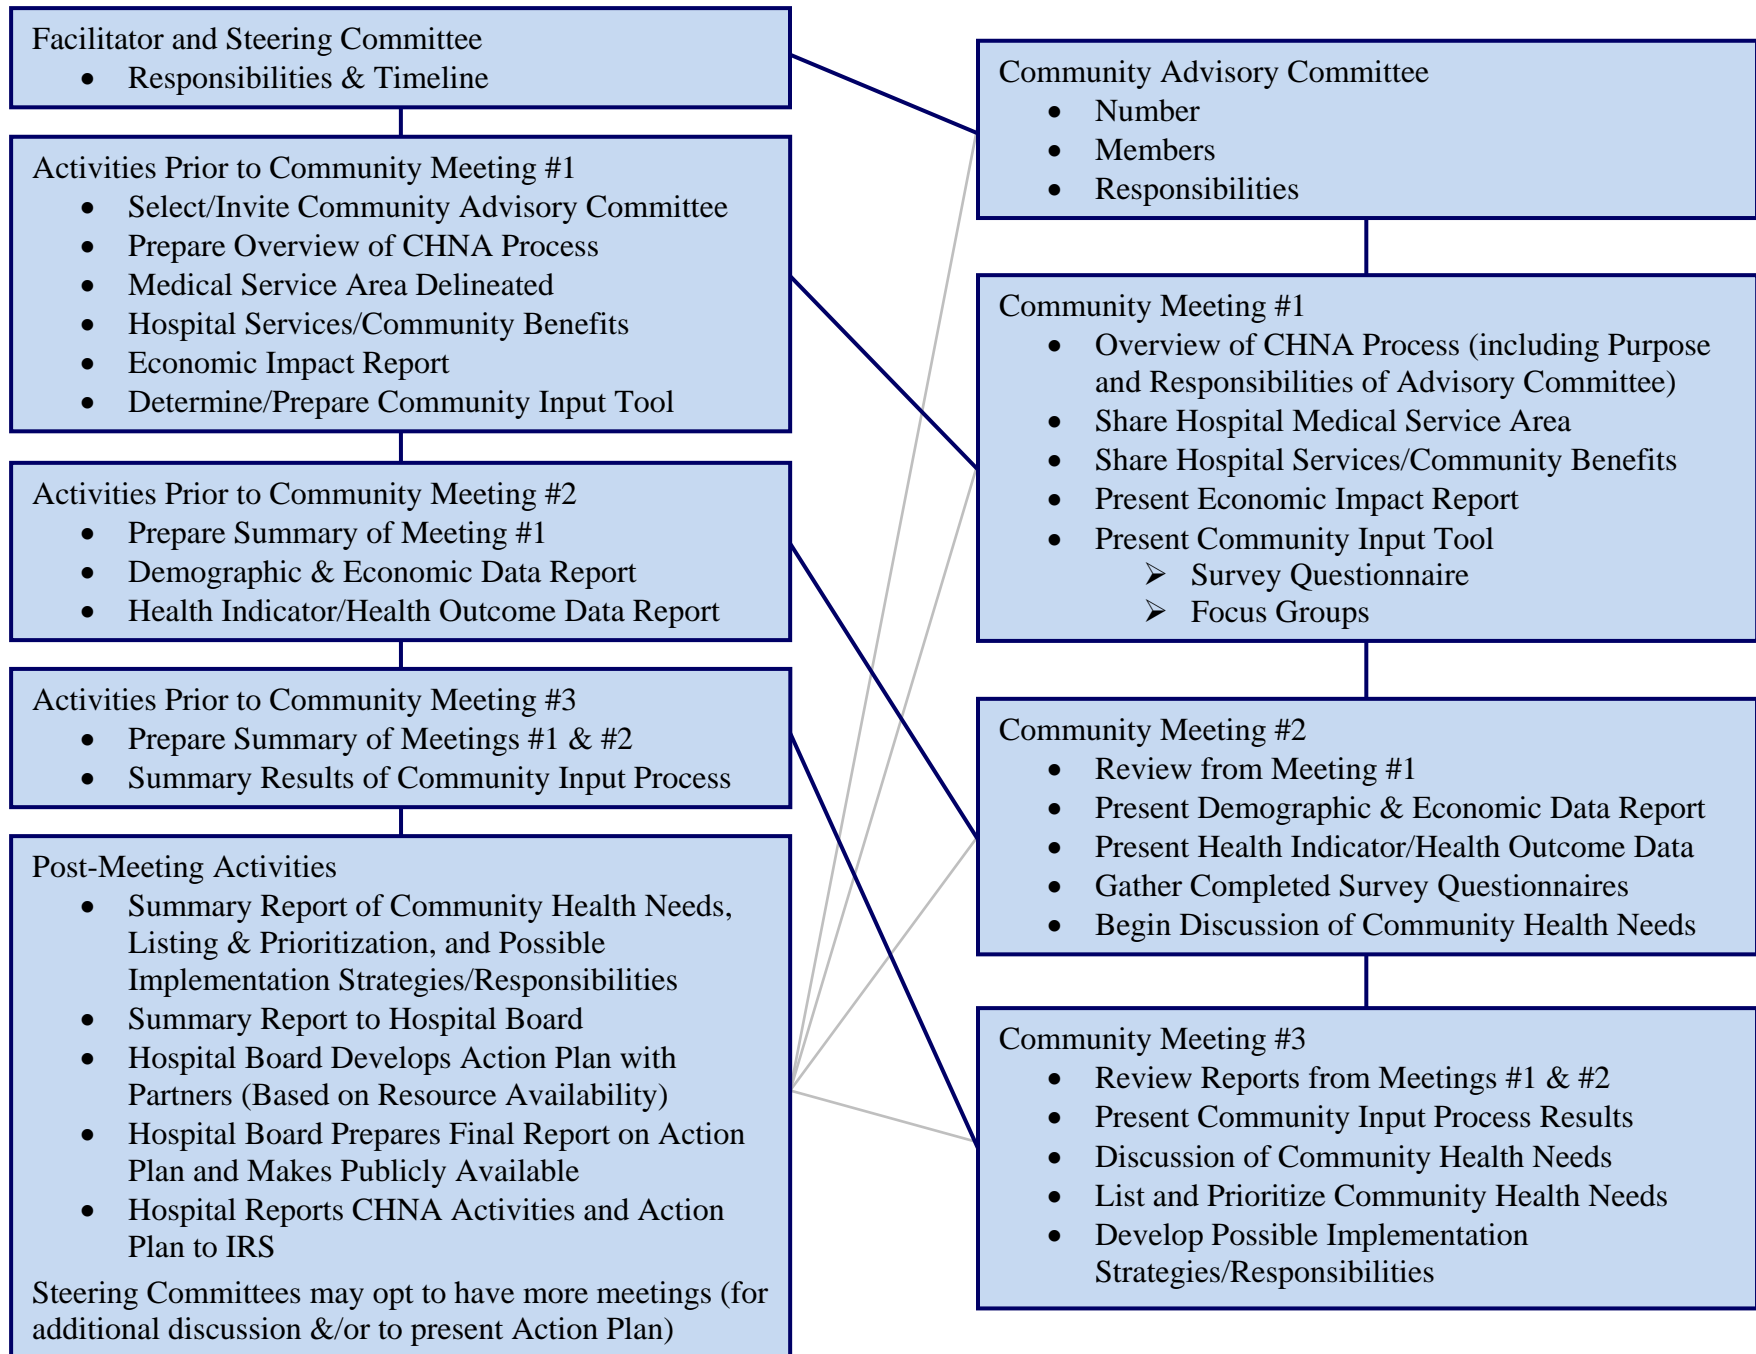 Facilitator and Steering Committee
• Responsibilities & Timeline
Activities Prior to Community Meeting #1
• Select/Invite Community Advisory Committee
• Prepare Overview of CHNA Process
• Medical Service Area Delineated
• Hospital Services/Community Benefits
• Economic Impact Report
• Determine/Prepare Community Input Tool
Activities Prior to Community Meeting #2
• Prepare Summary of Meeting #1
• Demographic & Economic Data Report
• Health Indicator/Health Outcome Data Report
Activities Prior to Community Meeting #3
• Prepare Summary of Meetings #1 & #2
• Summary Results of Community Input Process
Post-Meeting Activities
• Summary Report of Community Health Needs,
Listing & Prioritization, and Possible
Implementation Strategies/Responsibilities
• Summary Report to Hospital Board
• Hospital Board Develops Action Plan with
Partners (Based on Resource Availability)
• Hospital Board Prepares Final Report on Action
Plan and Makes Publicly Available
• Hospital Reports CHNA Activities and Action
Plan to IRS
Steering Committees may opt to have more meetings (for
additional discussion &/or to present Action Plan)
Community Advisory Committee
• Number
• Members
• Responsibilities
Community Meeting #1
• Overview of CHNA Process (including Purpose
and Responsibilities of Advisory Committee)
• Share Hospital Medical Service Area
• Share Hospital Services/Community Benefits
• Present Economic Impact Report
• Present Community Input Tool
➢ Survey Questionnaire
➢ Focus Groups
Community Meeting #2
• Review from Meeting #1
• Present Demographic & Economic Data Report
• Present Health Indicator/Health Outcome Data
• Gather Completed Survey Questionnaires
• Begin Discussion of Community Health Needs
Community Meeting #3
• Review Reports from Meetings #1 & #2
• Present Community Input Process Results
• Discussion of Community Health Needs
• List and Prioritize Community Health Needs
• Develop Possible Implementation
Strategies/Responsibilities